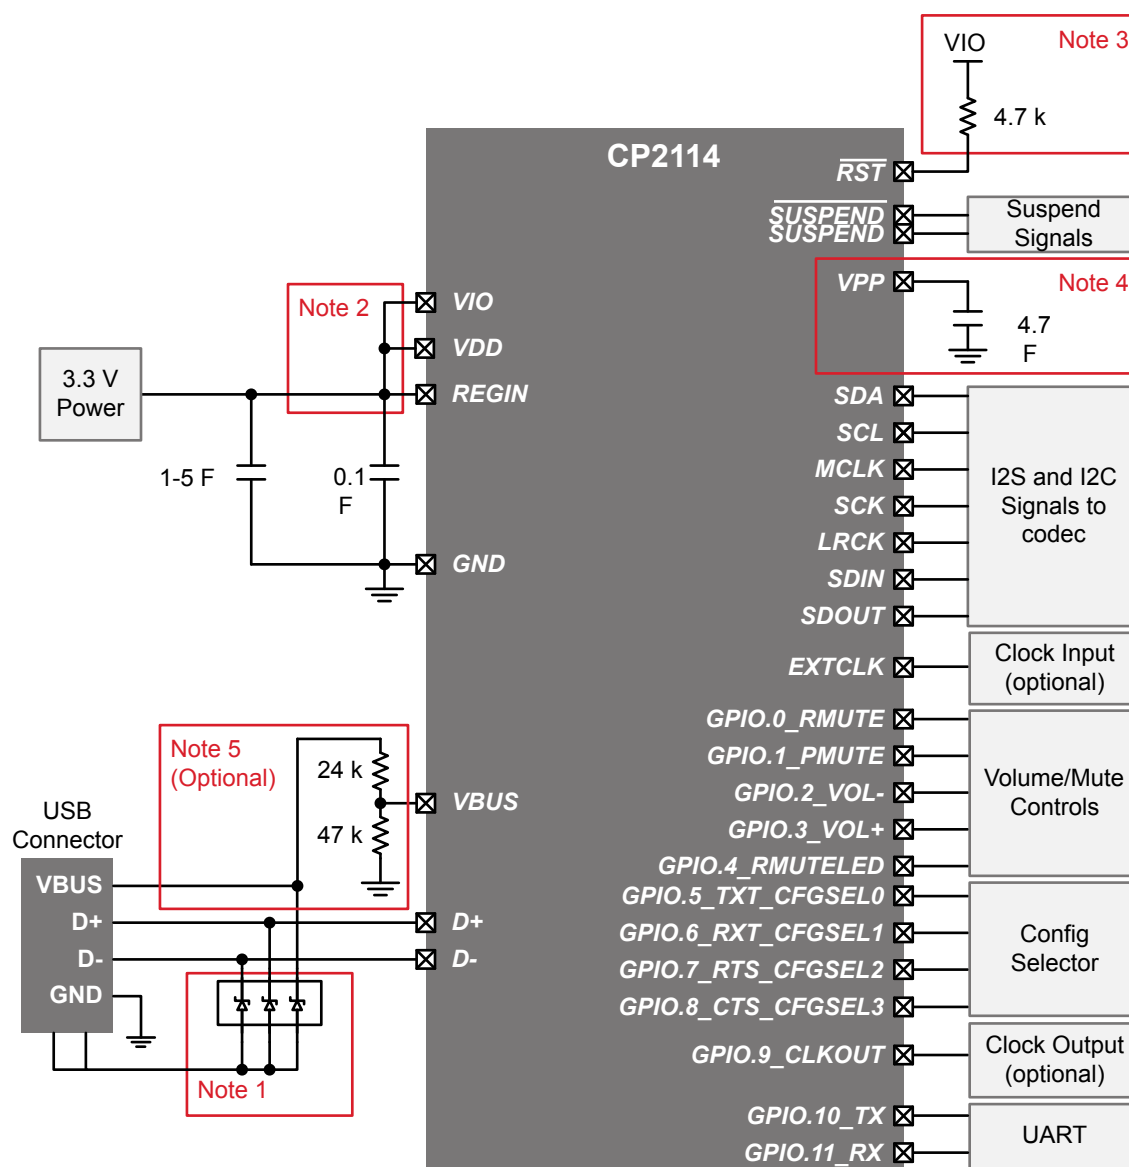 VIO
Note 3
4.7 k
CP2114
RST
SUSPEND
SUSPEND
Suspend
Signals
VPP
Note 4
4.7
F
Note 2
VIO
VDD
REGIN
3.3 V
Power
1-5 F
0.1
F
GND
SDA
SCL
MCLK
SCK
LRCK
SDIN
SDOUT
I2S and I2C
Signals to
codec
EXTCLK
Clock Input
(optional)
GPIO.0_RMUTE
GPIO.1_PMUTE
GPIO.2_VOL-
GPIO.3_VOL+
GPIO.4_RMUTELED
Volume/Mute
Controls
Note 5
(Optional)
24 k
47 k
VBUS
USB
Connector
VBUS
D+
D-
GND
D+
D-
Note 1
GPIO.5_TXT_CFGSEL0
GPIO.6_RXT_CFGSEL1
GPIO.7_RTS_CFGSEL2
GPIO.8_CTS_CFGSEL3
Config
Selector
GPIO.9_CLKOUT
Clock Output
(optional)
GPIO.10_TX
GPIO.11_RX
UART